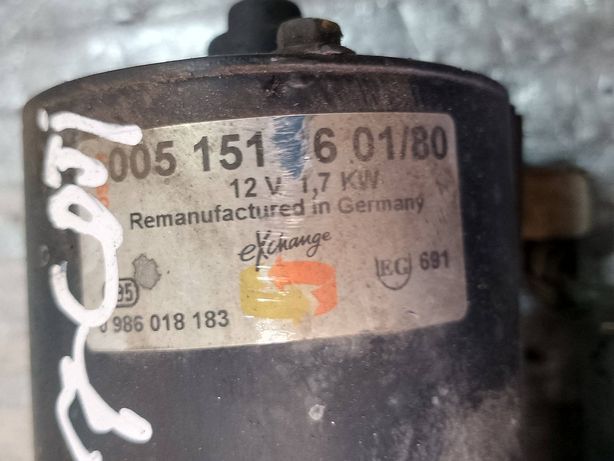 005 151 6 01/80
12 V 1,7 KW
Remanufactured in Germany
exchange
EG 691
0 986 018 183